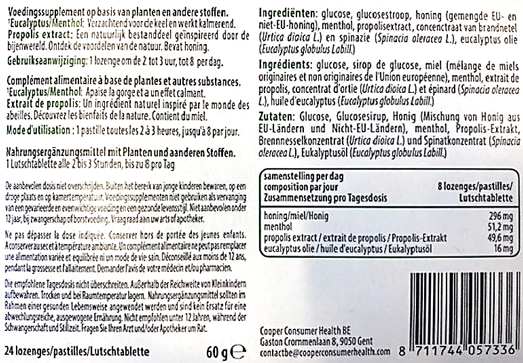 Voedingssupplement op basis van planten en andere stoffen.
¹Eucalyptus/Menthol: Verzacht end voor de keel en werkt kalmerend.
Propolis extract: Een natuurlijk bestanddeel geïnspireerd door de
bijenwereld. Ontdek de voordelen van de natuur. Bevat honing.
Gebruiksaanwijzing: 1 lozenge om de 2 tot 3 uur, tot 8 per dag.
Complément alimentaire à base de plantes et autres substances.
¹Eucalyptus/Menthol: Apaise la gorge et a un effet calmant.
Extrait de propolis: Un ingrédient naturel inspiré par le monde des
abeilles. Découvrez les bienfaits de la nature. Contient du miel.
Mode d'utilisation : 1 pastille toutes les 2 à 3 heures, jusqu'à 8 par jour.
Nahrungsergänzungsmittel mit Planten und aanderen Stoffen.
1 Lutschtablette alle 2 bis 3 Stunden, bis zu 8 pro Tag
De aanbevolen dosis niet overschrijden. Buiten het bereik van jonge kinderen bewaren, op een
droge plaats en op kamertemperatuur. Voedingssupplementen niet gebruiken als vervanging
van een gevarieerde en evenwichtige voeding en een gezonde levensstijl. Niet aanbevolen onder
12 jaar, bij zwangerschap of borstvoeding. Vraag raad aan uw arts of apotheker.
Ne pas dépasser la dose indiquée. Conserver hors de portée des jeunes enfants.
A conserver au sec et à température ambiante. Un complément alimentaire ne peut pas remplacer
une alimentation variée et équilibrée ni un mode de vie sain. Déconseillé aux moins de 12 ans,
pendant la grossesse et l'allaitement. Demander l'avis de votre médecin et/ou pharmacien.
Die empfohlene Tagesdosis nicht überschreiten. Außerhalb der Reichweite von Kleinkindern
aufbewahren. Trocken und bei Raumtemperatur lagern. Nahrungsergänzungsmittel sollten im
Rahmen einer gesunden Lebensweise angewendet werden und sind kein Ersatz für eine
abwechslungsreiche, ausgewogene Ernährung. Nicht empfohlen unter 12 Jahren, während der
Schwangerschaft und Stillzeit. Fragen Sie Ihren Arzt und/oder Apotheker um Rat.
24 lozenges/pastilles/Lutschtablette 60 g e
Ingrediënten: glucose, glucosestroop, honing (gemengde EU- en
niet-EU-honing), menthol, propolisextract, concentraat van brandnetel
(Urtica dioica L.) en spinazie (Spinacia oleracea L.), eucalyptus olie
(Eucalyptus globulus Labill.)
Ingrédients: glucose, sirop de glucose, miel (mélange de miels
originaires et non originaires de l'Union européenne), menthol, extrait de
propolis, concentrat d'ortie (Urtica dioica L.) et épinard (Spinacia oleracea
L.), huile d'eucalyptus (Eucalyptus globulus Labill.)
Zutaten: Glucose, Glucosesirup, Honig (Mischung von Honig aus
EU-Ländern und Nicht-EU-Ländern), menthol, Propolis-Extrakt,
Brennnesselkonzentrat (Urtica dioica L.) und Spinatkonzentrat (Spinacia
oleracea L.), Eukalyptusöl (Eucalyptus globulus Labill.)
samenstelling per dag
composition par jour 8 lozenges/pastilles/
Zusammensetzung pro Tagesdosis Lutschtablette
honing/miel/Honig 296 mg
menthol 51,2 mg
propolis extract / extrait de propolis / Propolis-Extrakt 49,6 mg
eucalyptus olie / huile d'eucalyptus / Eukalyptusöl 16 mg
Cooper Consumer Health BE
Gaston Crommenlaan 8, 9050 Gent
contactbe@cooperconsumerhealth.com
8 711744 057336